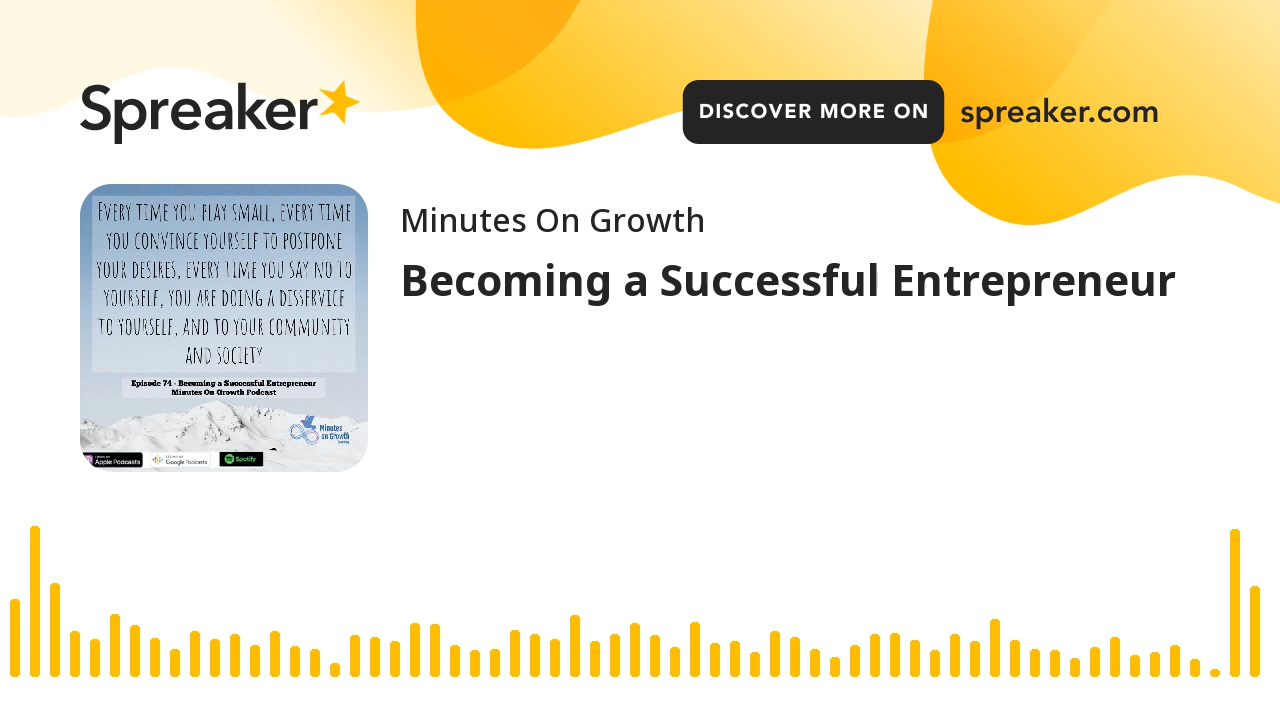 Spreaker
DISCOVER MORE ON
spreaker.com
Minutes On Growth
Becoming a Successful Entrepreneur
EVERY TIME YOU PLAY SMALL, EVERY TIME
YOU CONVINCE YOURSELF TO POSTPONE
YOUR DESIRES, EVERY TIME YOU SAY NO TO
YOURSELF, YOU ARE DOING A DISSERVICE
TO YOURSELF, AND TO YOUR COMMUNITY
AND SOCIETY
Episode 74 - Becoming a Successful Entrepreneur
Minutes On Growth Podcast
Minutes
on Growth
Apple Podcasts
Listen on
Google Podcasts
Spotify